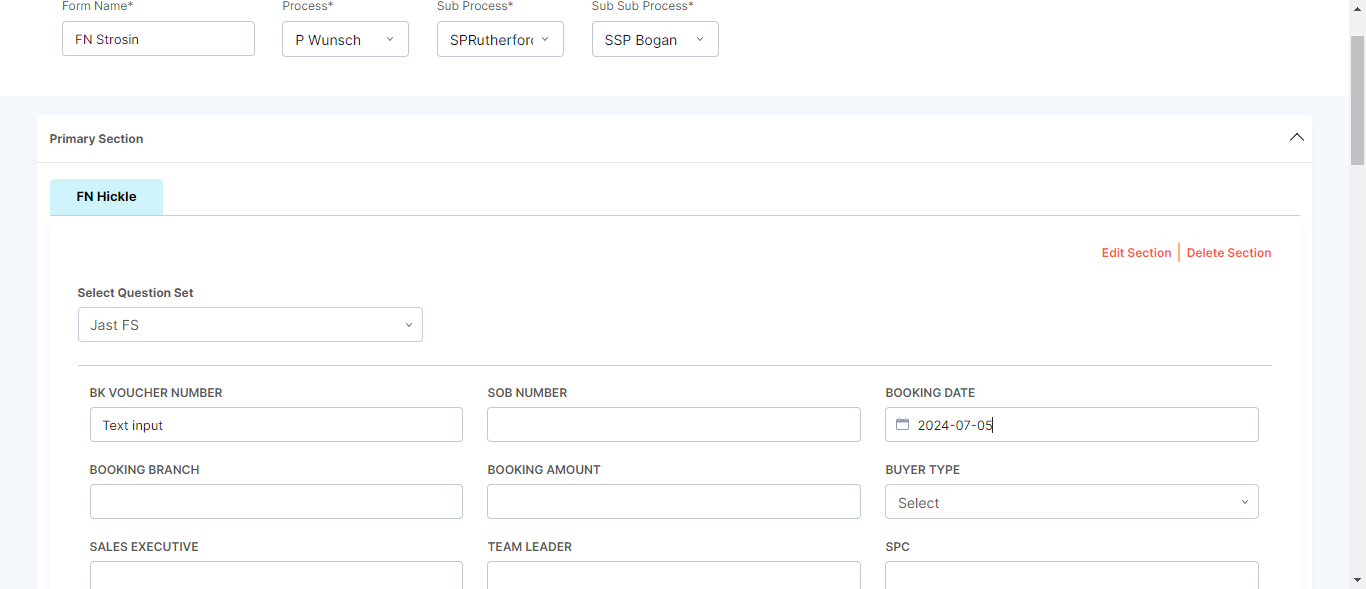 Form Name* Process* Sub Process* Sub Sub Process*
FN Strosin P Wunsch SPRutherford SSP Bogan
Primary Section
FN Hickle
Edit Section Delete Section
Select Question Set
Jast FS
BK VOUCHER NUMBER SOB NUMBER BOOKING DATE
Text input 2024-07-05
BOOKING BRANCH BOOKING AMOUNT BUYER TYPE
Select
SALES EXECUTIVE TEAM LEADER SPC